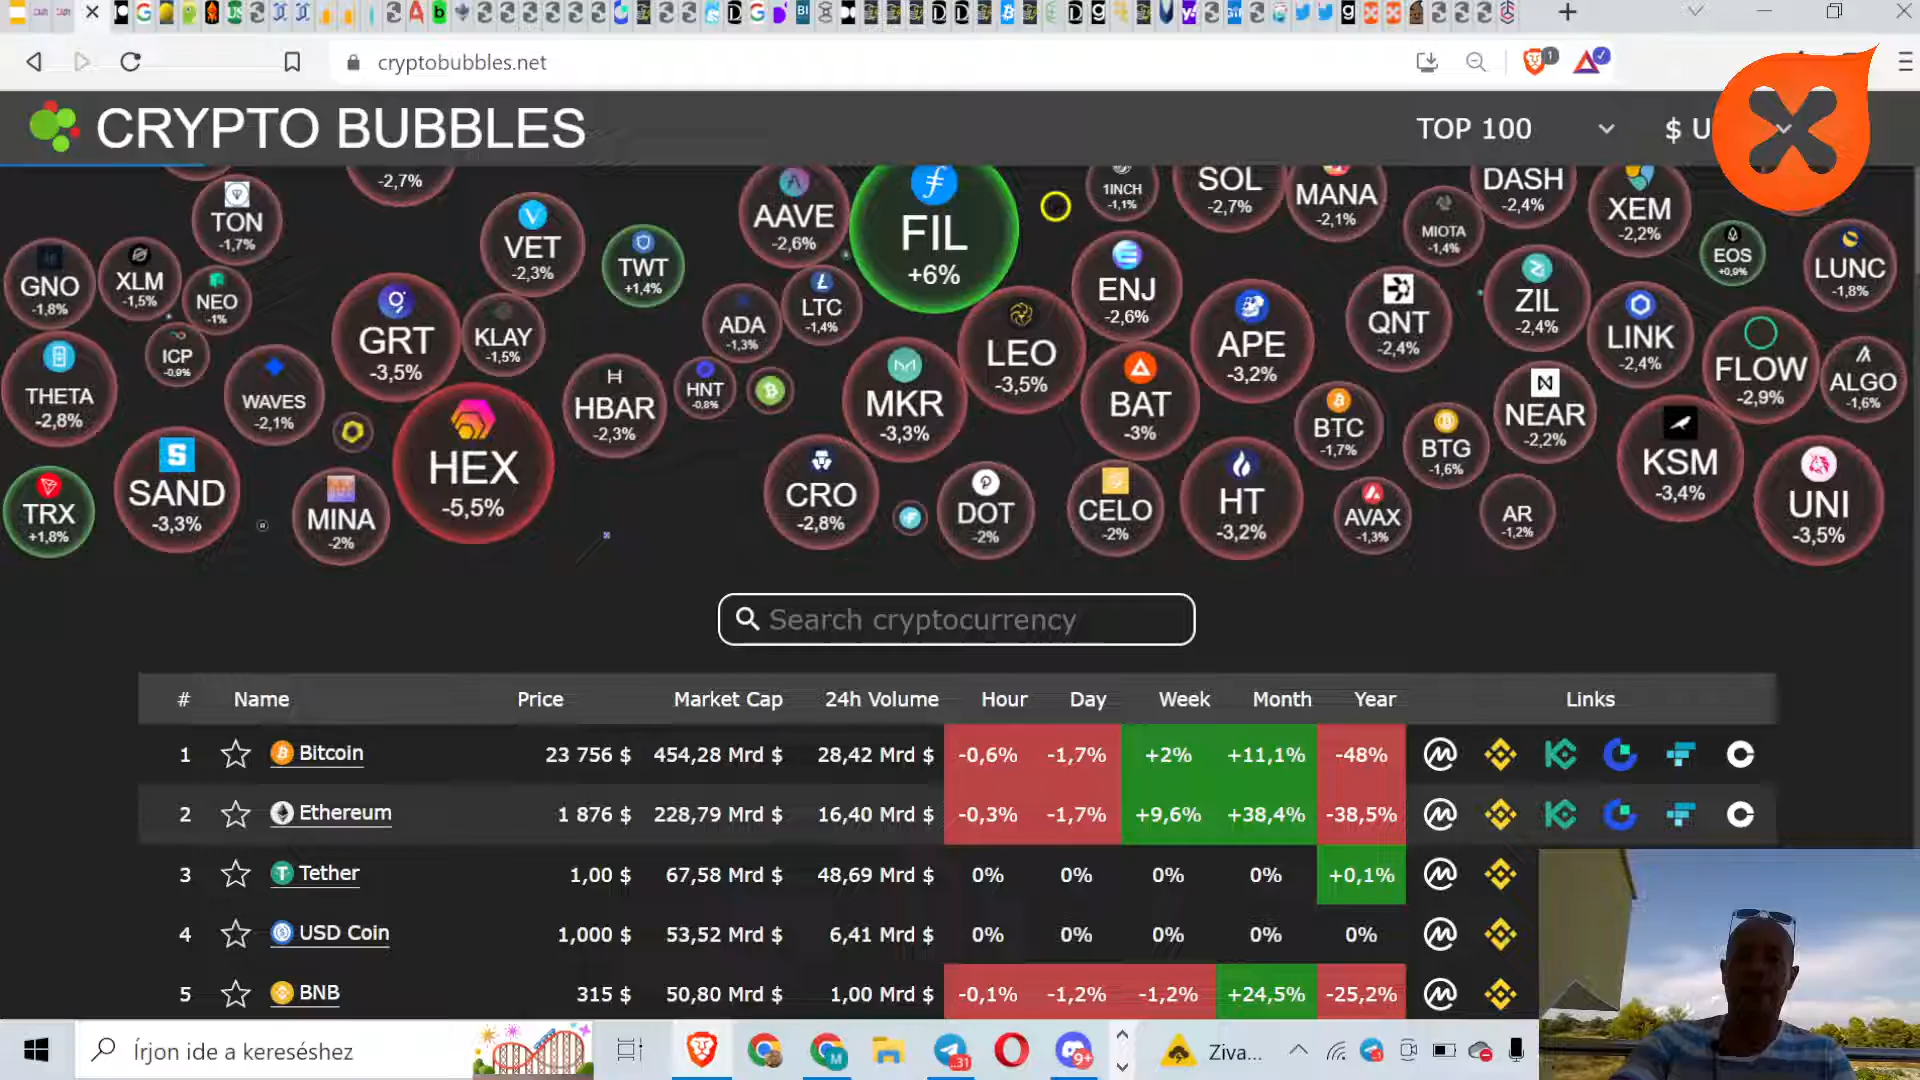 cryptobubbles.net
1
CRYPTO BUBBLES
TOP 100
$ U
-2,7%
TON
-1,7%
VET
-2,3%
TWT
+1,4%
AAVE
-2,6%
FIL
+6%
1INCH
-1,1%
SOL
-2,7%
MANA
-2,1%
MIOTA
-1,4%
DASH
-2,4%
XEM
-2,2%
EOS
+0,9%
LUNC
-1,8%
GNO
-1,8%
XLM
-1,5%
NEO
-1%
GRT
-3,5%
KLAY
-1,5%
ADA
-1,3%
LTC
-1,4%
LEO
-3,5%
ENJ
-2,6%
APE
-3,2%
QNT
-2,4%
ZIL
-2,4%
LINK
-2,4%
FLOW
-2,9%
ALGO
-1,6%
THETA
-2,8%
ICP
-0,9%
WAVES
-2,1%
HEX
-5,5%
HBAR
-2,3%
HNT
-0,8%
MKR
-3,3%
BAT
-3%
BTC
-1,7%
BTG
-1,6%
NEAR
-2,2%
KSM
-3,4%
UNI
-3,5%
TRX
+1,8%
SAND
-3,3%
MINA
-2%
CRO
-2,8%
DOT
-2%
CELO
-2%
HT
-3,2%
AVAX
-1,3%
AR
-1,2%
Search cryptocurrency
# Name Price Market Cap 24h Volume Hour Day Week Month Year Links
1 Bitcoin 23 756 $ 454,28 Mrd $ 28,42 Mrd $ -0,6% -1,7% +2% +11,1% -48%
2 Ethereum 1 876 $ 228,79 Mrd $ 16,40 Mrd $ -0,3% -1,7% +9,6% +38,4% -38,5%
3 Tether 1,00 $ 67,58 Mrd $ 48,69 Mrd $ 0% 0% 0% 0% +0,1%
4 USD Coin 1,000 $ 53,52 Mrd $ 6,41 Mrd $ 0% 0% 0% 0% 0%
5 BNB 315 $ 50,80 Mrd $ 1,00 Mrd $ -0,1% -1,2% -1,2% +24,5% -25,2%
Írjon ide a kereséshez
M
31
9+
Ziva...